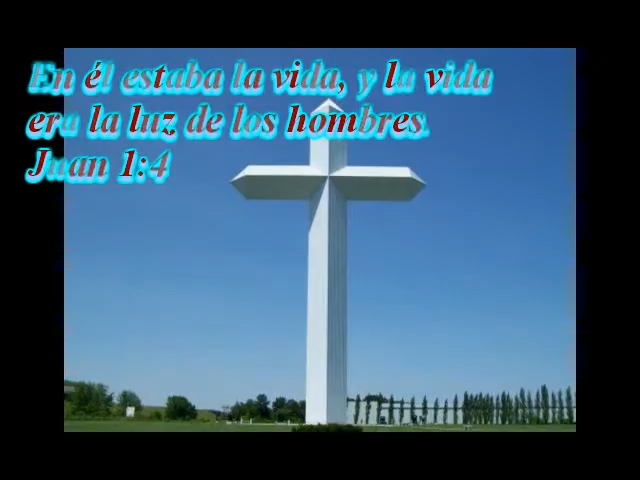 En él estaba la vida, y la vida
era la luz de los hombres.
Juan 1:4